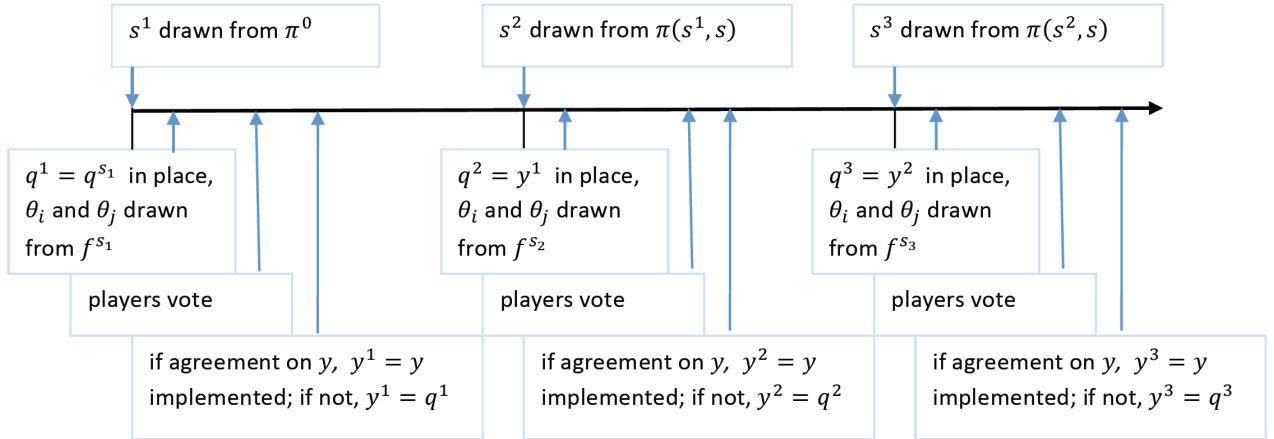 s¹ drawn from π⁰
s² drawn from π(s¹, s)
s³ drawn from π(s², s)
q¹ = q^{s₁} in place,
θᵢ and θⱼ drawn
from f^{s₁}
q² = y¹ in place,
θᵢ and θⱼ drawn
from f^{s₂}
q³ = y² in place,
θᵢ and θⱼ drawn
from f^{s₃}
players vote
players vote
players vote
if agreement on y, y¹ = y
implemented; if not, y¹ = q¹
if agreement on y, y² = y
implemented; if not, y² = q²
if agreement on y, y³ = y
implemented; if not, y³ = q³